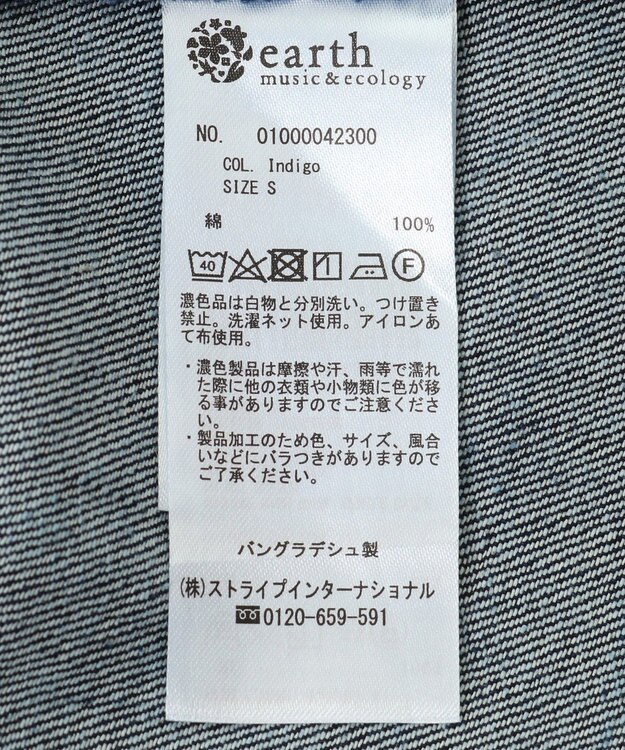 earth
music&ecology
NO. 01000042300
COL. Indigo
SIZE S
綿 100%
40 F
濃色品は白物と分別洗い。つけ置き
禁止。洗濯ネット使用。アイロンあ
て布使用。
・濃色製品は摩擦や汗、雨等で濡れ
た際に他の衣類や小物類に色が移
る事がありますのでご注意くださ
い。
・製品加工のため色、サイズ、風合
いなどにバラつきがありますので
ご了承ください。
バングラデシュ製
(株)ストライプインターナショナル
0120-659-591